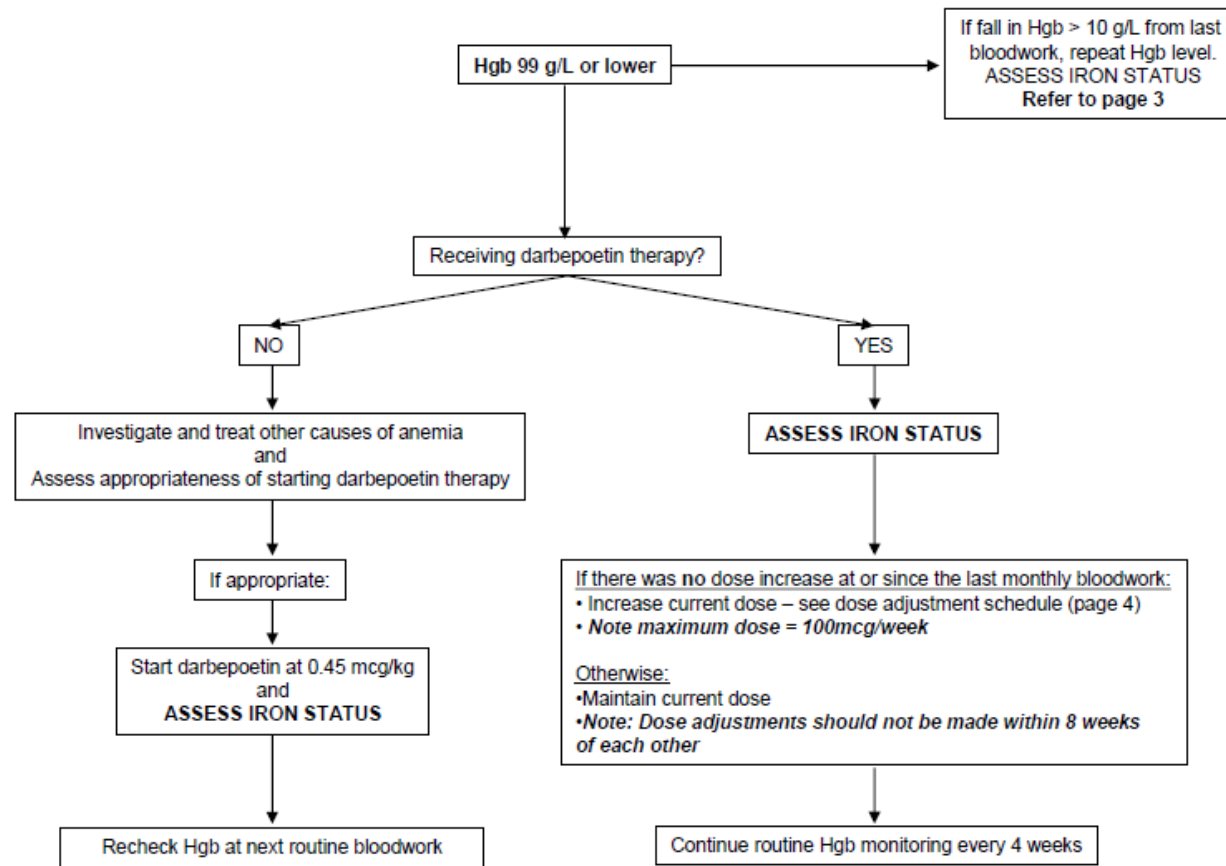 Hgb 99 g/L or lower
If fall in Hgb > 10 g/L from last
bloodwork, repeat Hgb level.
ASSESS IRON STATUS
Refer to page 3
Receiving darbepoetin therapy?
NO
YES
Investigate and treat other causes of anemia
and
Assess appropriateness of starting darbepoetin therapy
ASSESS IRON STATUS
If appropriate:
Start darbepoetin at 0.45 mcg/kg
and
ASSESS IRON STATUS
If there was no dose increase at or since the last monthly bloodwork:
• Increase current dose – see dose adjustment schedule (page 4)
• Note maximum dose = 100mcg/week
Otherwise:
•Maintain current dose
•Note: Dose adjustments should not be made within 8 weeks
of each other
Recheck Hgb at next routine bloodwork
Continue routine Hgb monitoring every 4 weeks